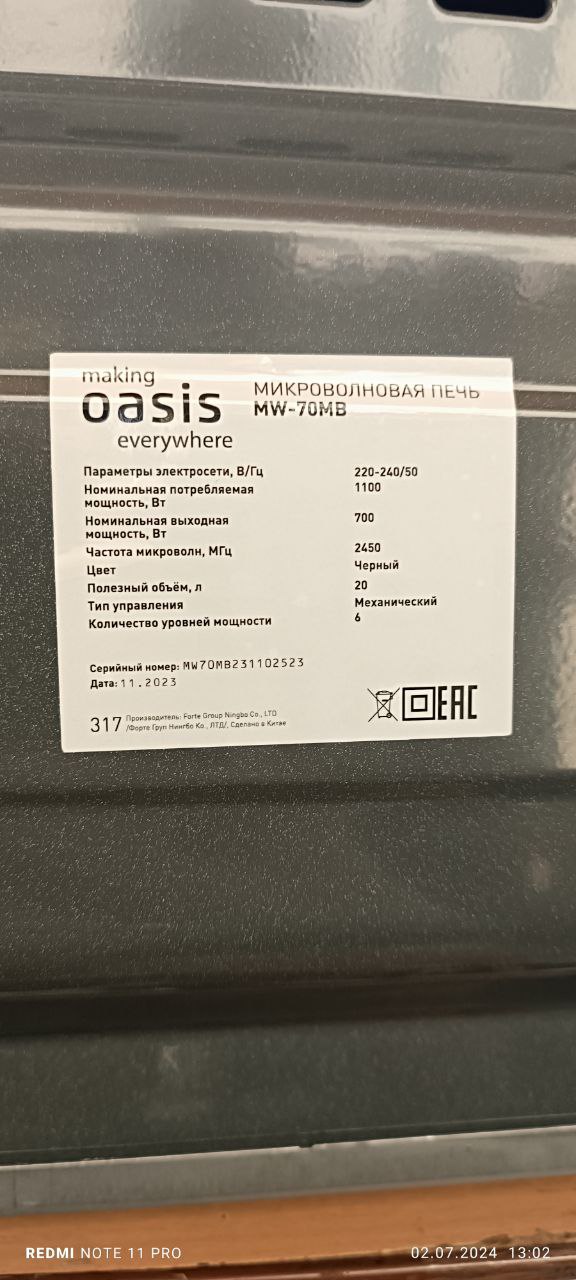 making
oasis
everywhere
МИКРОВОЛНОВАЯ ПЕЧЬ
MW-70MB
Параметры электросети, В/Гц 220-240/50
Номинальная потребляемая 1100
мощность, Вт
Номинальная выходная 700
мощность, Вт
Частота микроволн, МГц 2450
Цвет Черный
Полезный объём, л 20
Тип управления Механический
Количество уровней мощности 6
Серийный номер: MW70MB231102523
Дата: 11.2023
317 Производитель: Forte Group Ningbo Co., LTD
/Форте Груп Нингбо Ко., ЛТД/, Сделано в Китае
EAC
REDMI NOTE 11 PRO 02.07.2024 13:02